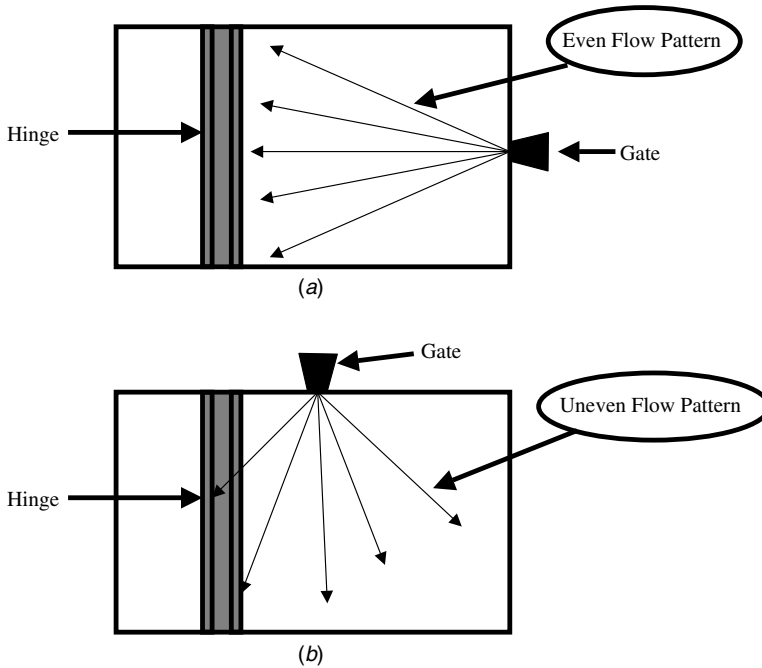 Even Flow Pattern
Hinge
Gate
(a)
Gate
Uneven Flow Pattern
Hinge
(b)